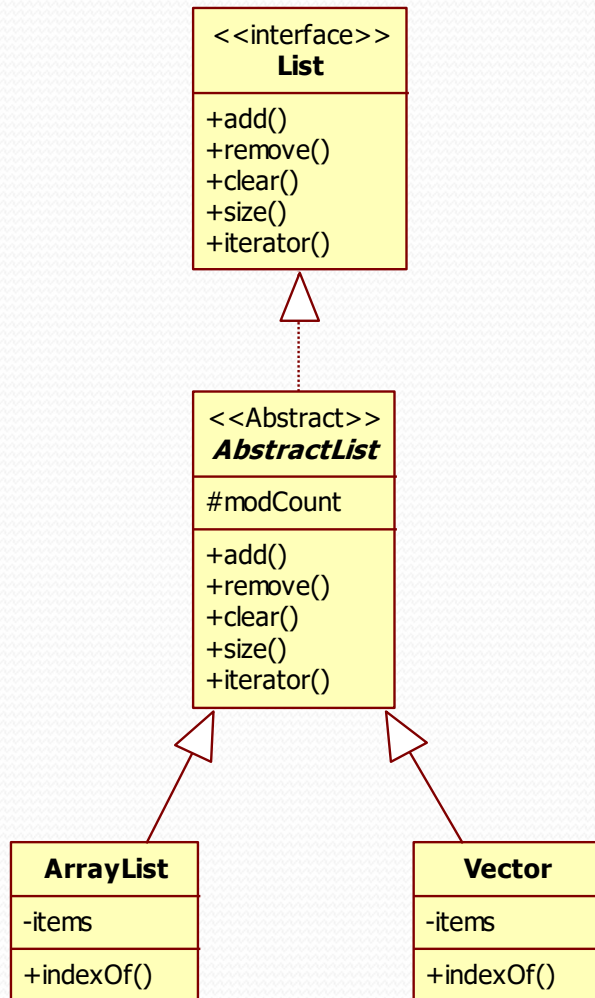 <<interface>>
List
+add()
+remove()
+clear()
+size()
+iterator()
<<Abstract>>
AbstractList
#modCount
+add()
+remove()
+clear()
+size()
+iterator()
ArrayList
-items
+indexOf()
Vector
-items
+indexOf()